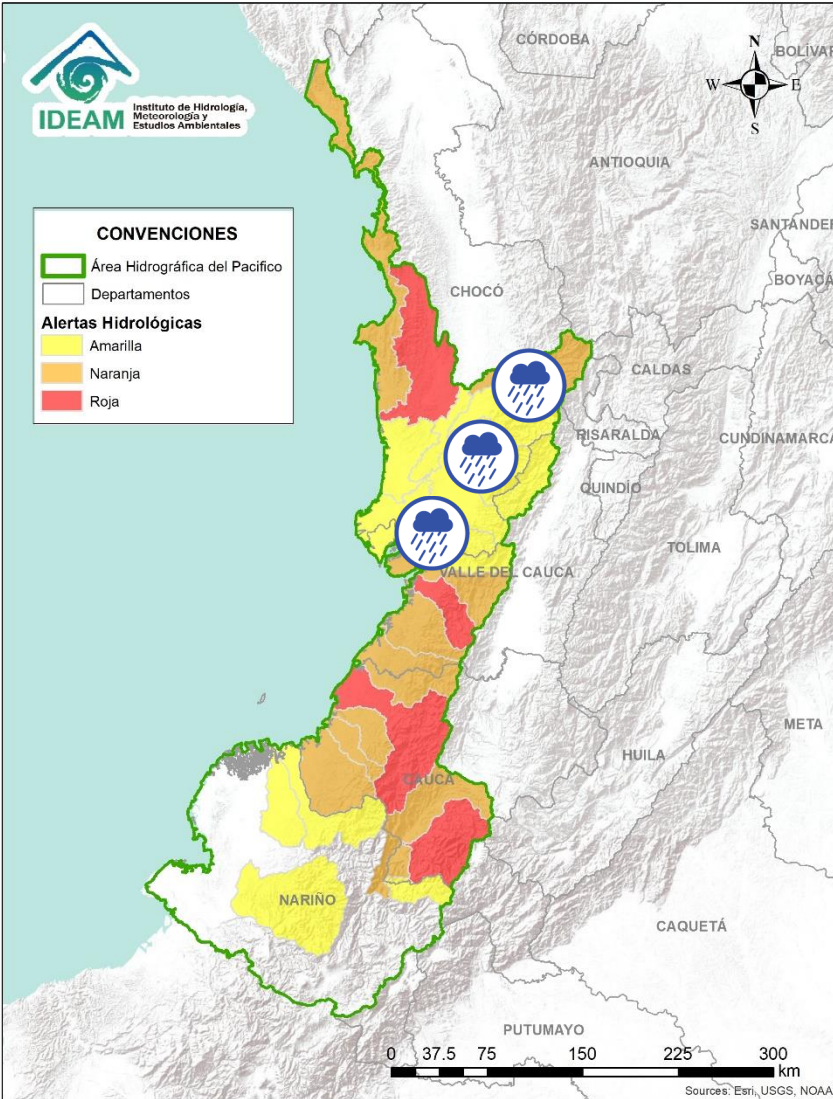 IDEAM
Instituto de Hidrología,
Meteorología y
Estudios Ambientales
N
W
E
S
CONVENCIONES
Área Hidrográfica del Pacifico
Departamentos
Alertas Hidrológicas
Amarilla
Naranja
Roja
CÓRDOBA
BOLÍVAR
ANTIOQUIA
SANTANDER
BOYACÁ
CHOCÓ
CALDAS
RISARALDA
CUNDINAMARCA
QUINDÍO
TOLIMA
VALLE DEL CAUCA
META
HUILA
CAUCA
NARIÑO
CAQUETÁ
PUTUMAYO
0 37.5 75 150 225 300
km
Sources: Esri, USGS, NOAA